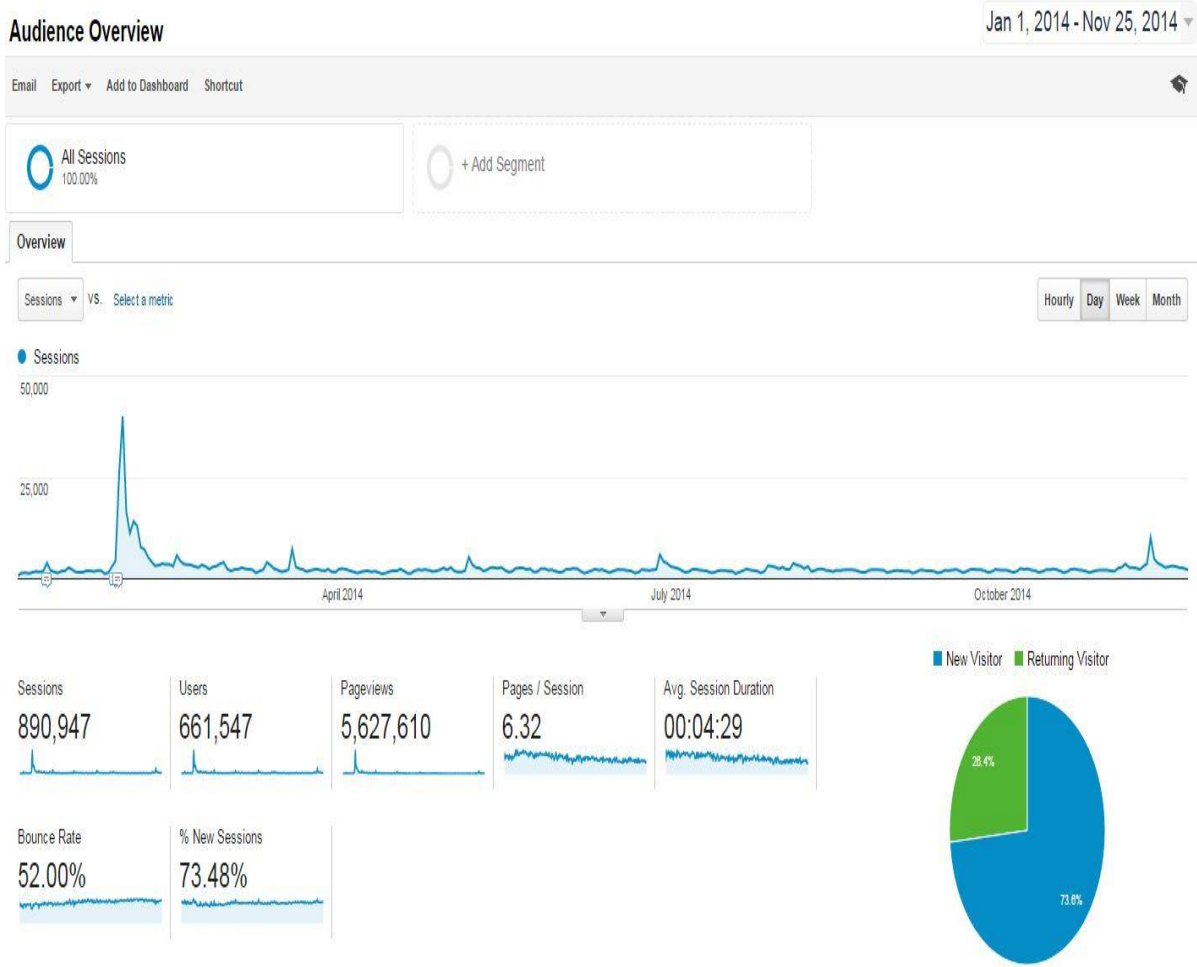 Audience Overview
Jan 1, 2014 - Nov 25, 2014
Email Export Add to Dashboard Shortcut
All Sessions
100.00%
+ Add Segment
Overview
Sessions VS. Select a metric
Hourly Day Week Month
Sessions
50,000
25,000
April 2014 July 2014 October 2014
New Visitor Returning Visitor
Sessions
890,947
Users
661,547
Pageviews
5,627,610
Pages / Session
6.32
Avg. Session Duration
00:04:29
Bounce Rate
52.00%
% New Sessions
73.48%
26.4%
73.6%